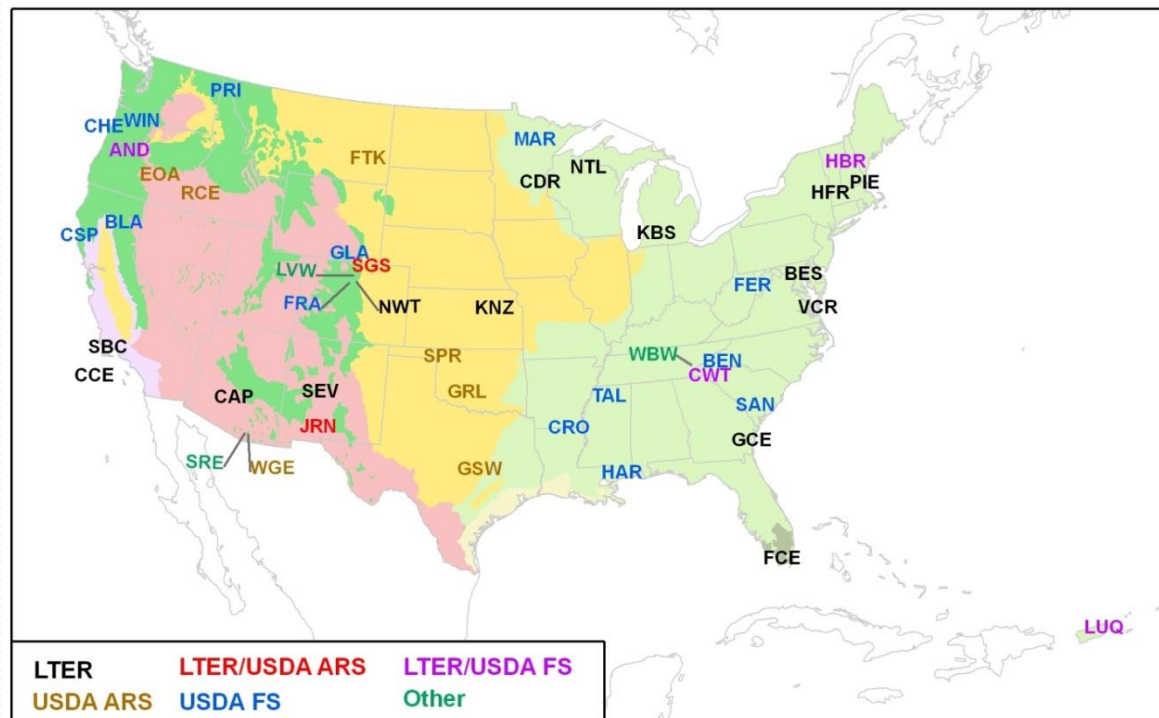 PRI
CHE WIN
MAR
AND
HBR
FTK
NTL
EOA
CDR
PIE
RCE
HFR
BLA
CSP
KBS
GLA
SGS
LVW
BES
FER
FRA
NWT
KNZ
VCR
SBC
SPR
WBW
BEN
CCE
CWT
CAP
SEV
GRL
TAL
SAN
JRN
CRO
GCE
SRE
WGE
GSW
HAR
FCE
LUQ
LTER LTER/USDA ARS LTER/USDA FS
USDA ARS USDA FS Other